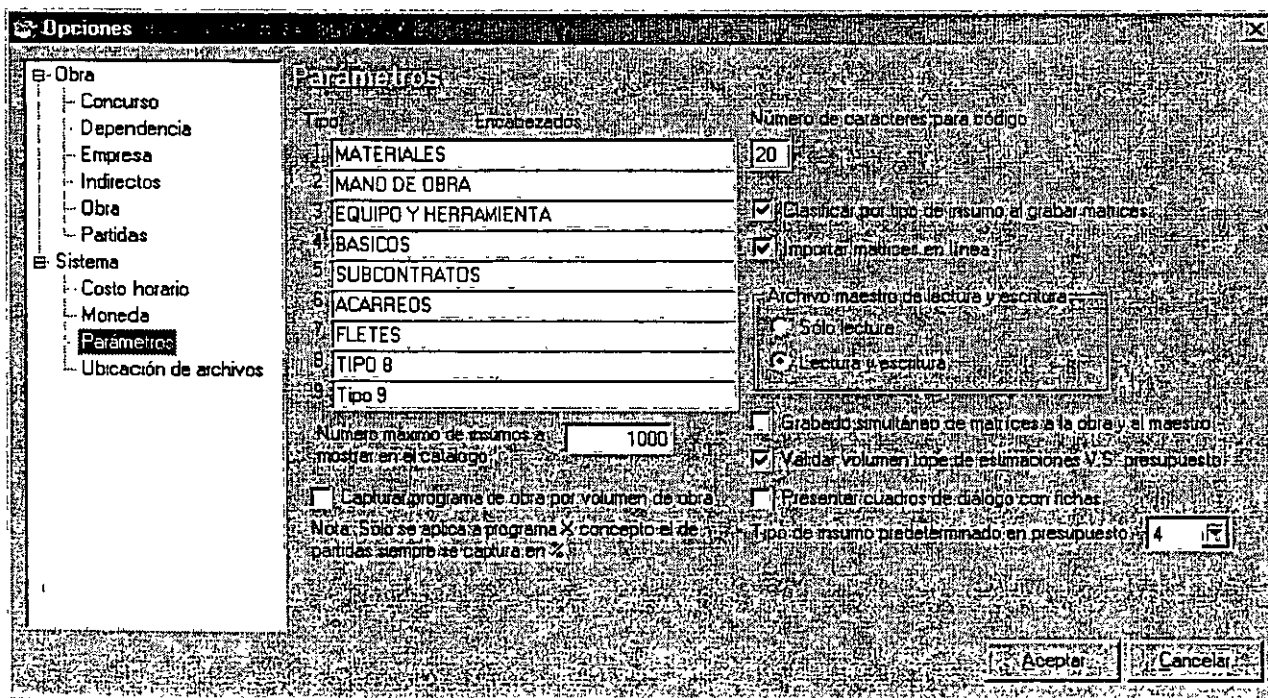 Opciones
Obra
Concurso
Dependencia
Empresa
Indirectos
Obra
Partidas
Sistema
Costo horario
Moneda
Parámetros
Ubicación de archivos
Parámetros
Tipo Encabezados
1 MATERIALES
2 MANO DE OBRA
3 EQUIPO Y HERRAMIENTA
4 BASICOS
5 SUBCONTRATOS
6 ACARREOS
7 FLETES
8 TIPO 8
9 Tipo 9
Número máximo de insumos a
mostrar en el catálogo
1000
Capturar programa de obra por volumen de obra
Nota: Solo se aplica a programa X concepto el de
partidas siempre se captura en %
Número de carácteres para código
20
Clasificar por tipo de insumo al grabar matrices
Importar matrices en línea
Archivo maestro de lectura y escritura
Sólo lectura
Lectura y escritura
Grabado simultáneo de matrices a la obra y al maestro
Validar volumen tope de estimaciones V.S. presupuesto
Presentar cuadros de diálogo con fichas
Tipo de insumo predeterminado en presupuesto 4
Aceptar
Cancelar